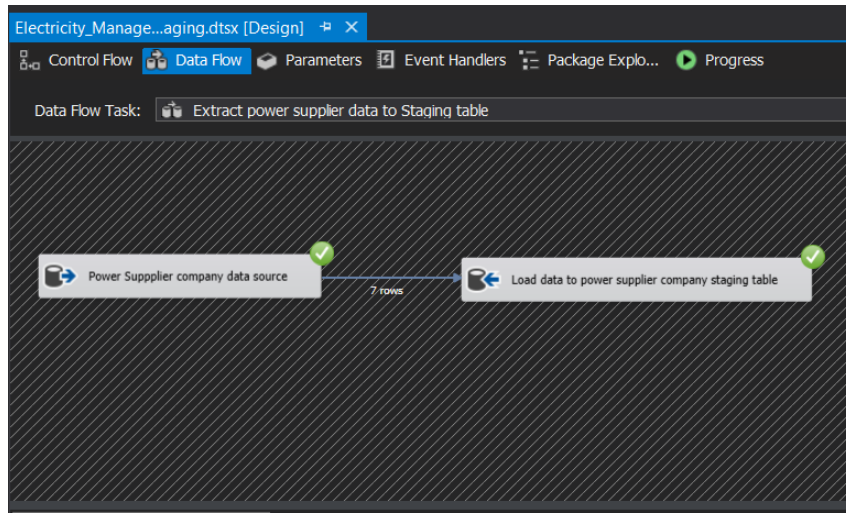 Electricity_Manage...aging.dtsx [Design]
Control Flow Data Flow Parameters Event Handlers Package Explo... Progress
Data Flow Task: Extract power supplier data to Staging table
Power Suppplier company data source
7 rows
Load data to power supplier company staging table